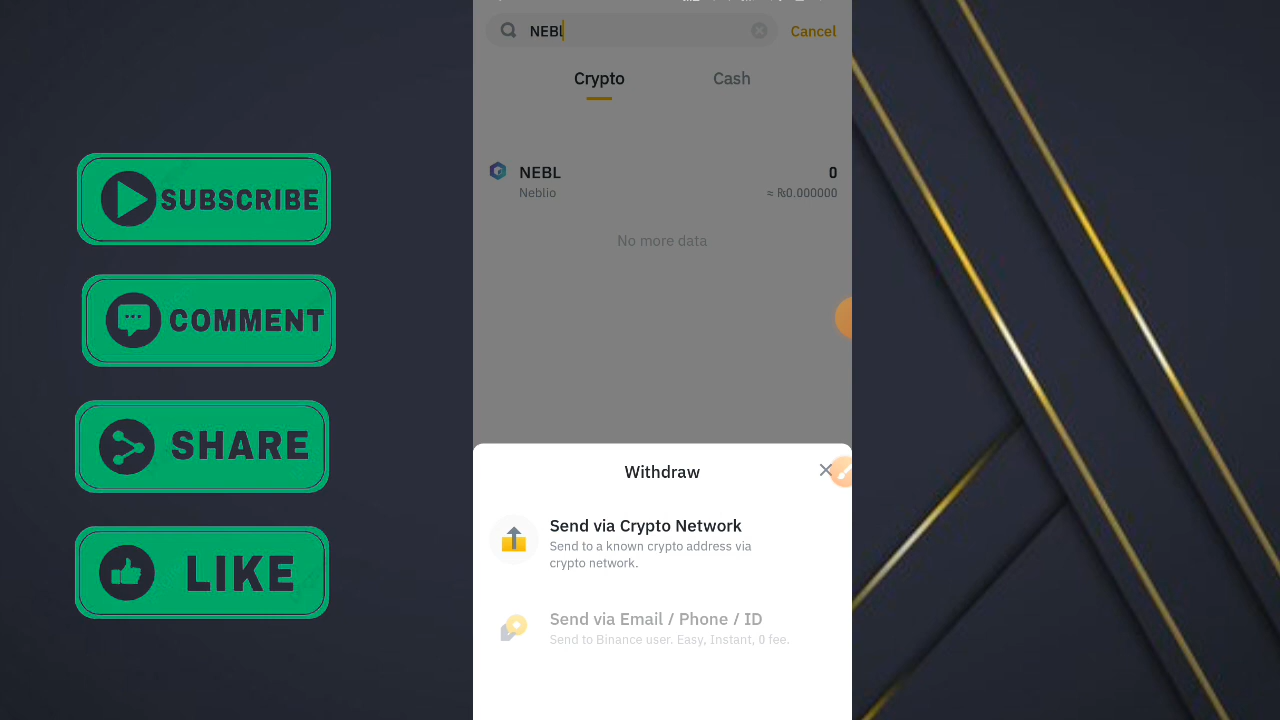 SUBSCRIBE
COMMENT
SHARE
LIKE
NEBl
Cancel
Crypto
Cash
NEBL
0
Neblio
≈ ₨0.000000
No more data
Withdraw
Send via Crypto Network
Send to a known crypto address via
crypto network.
Send via Email / Phone / ID
Send to Binance user. Easy, Instant, 0 fee.